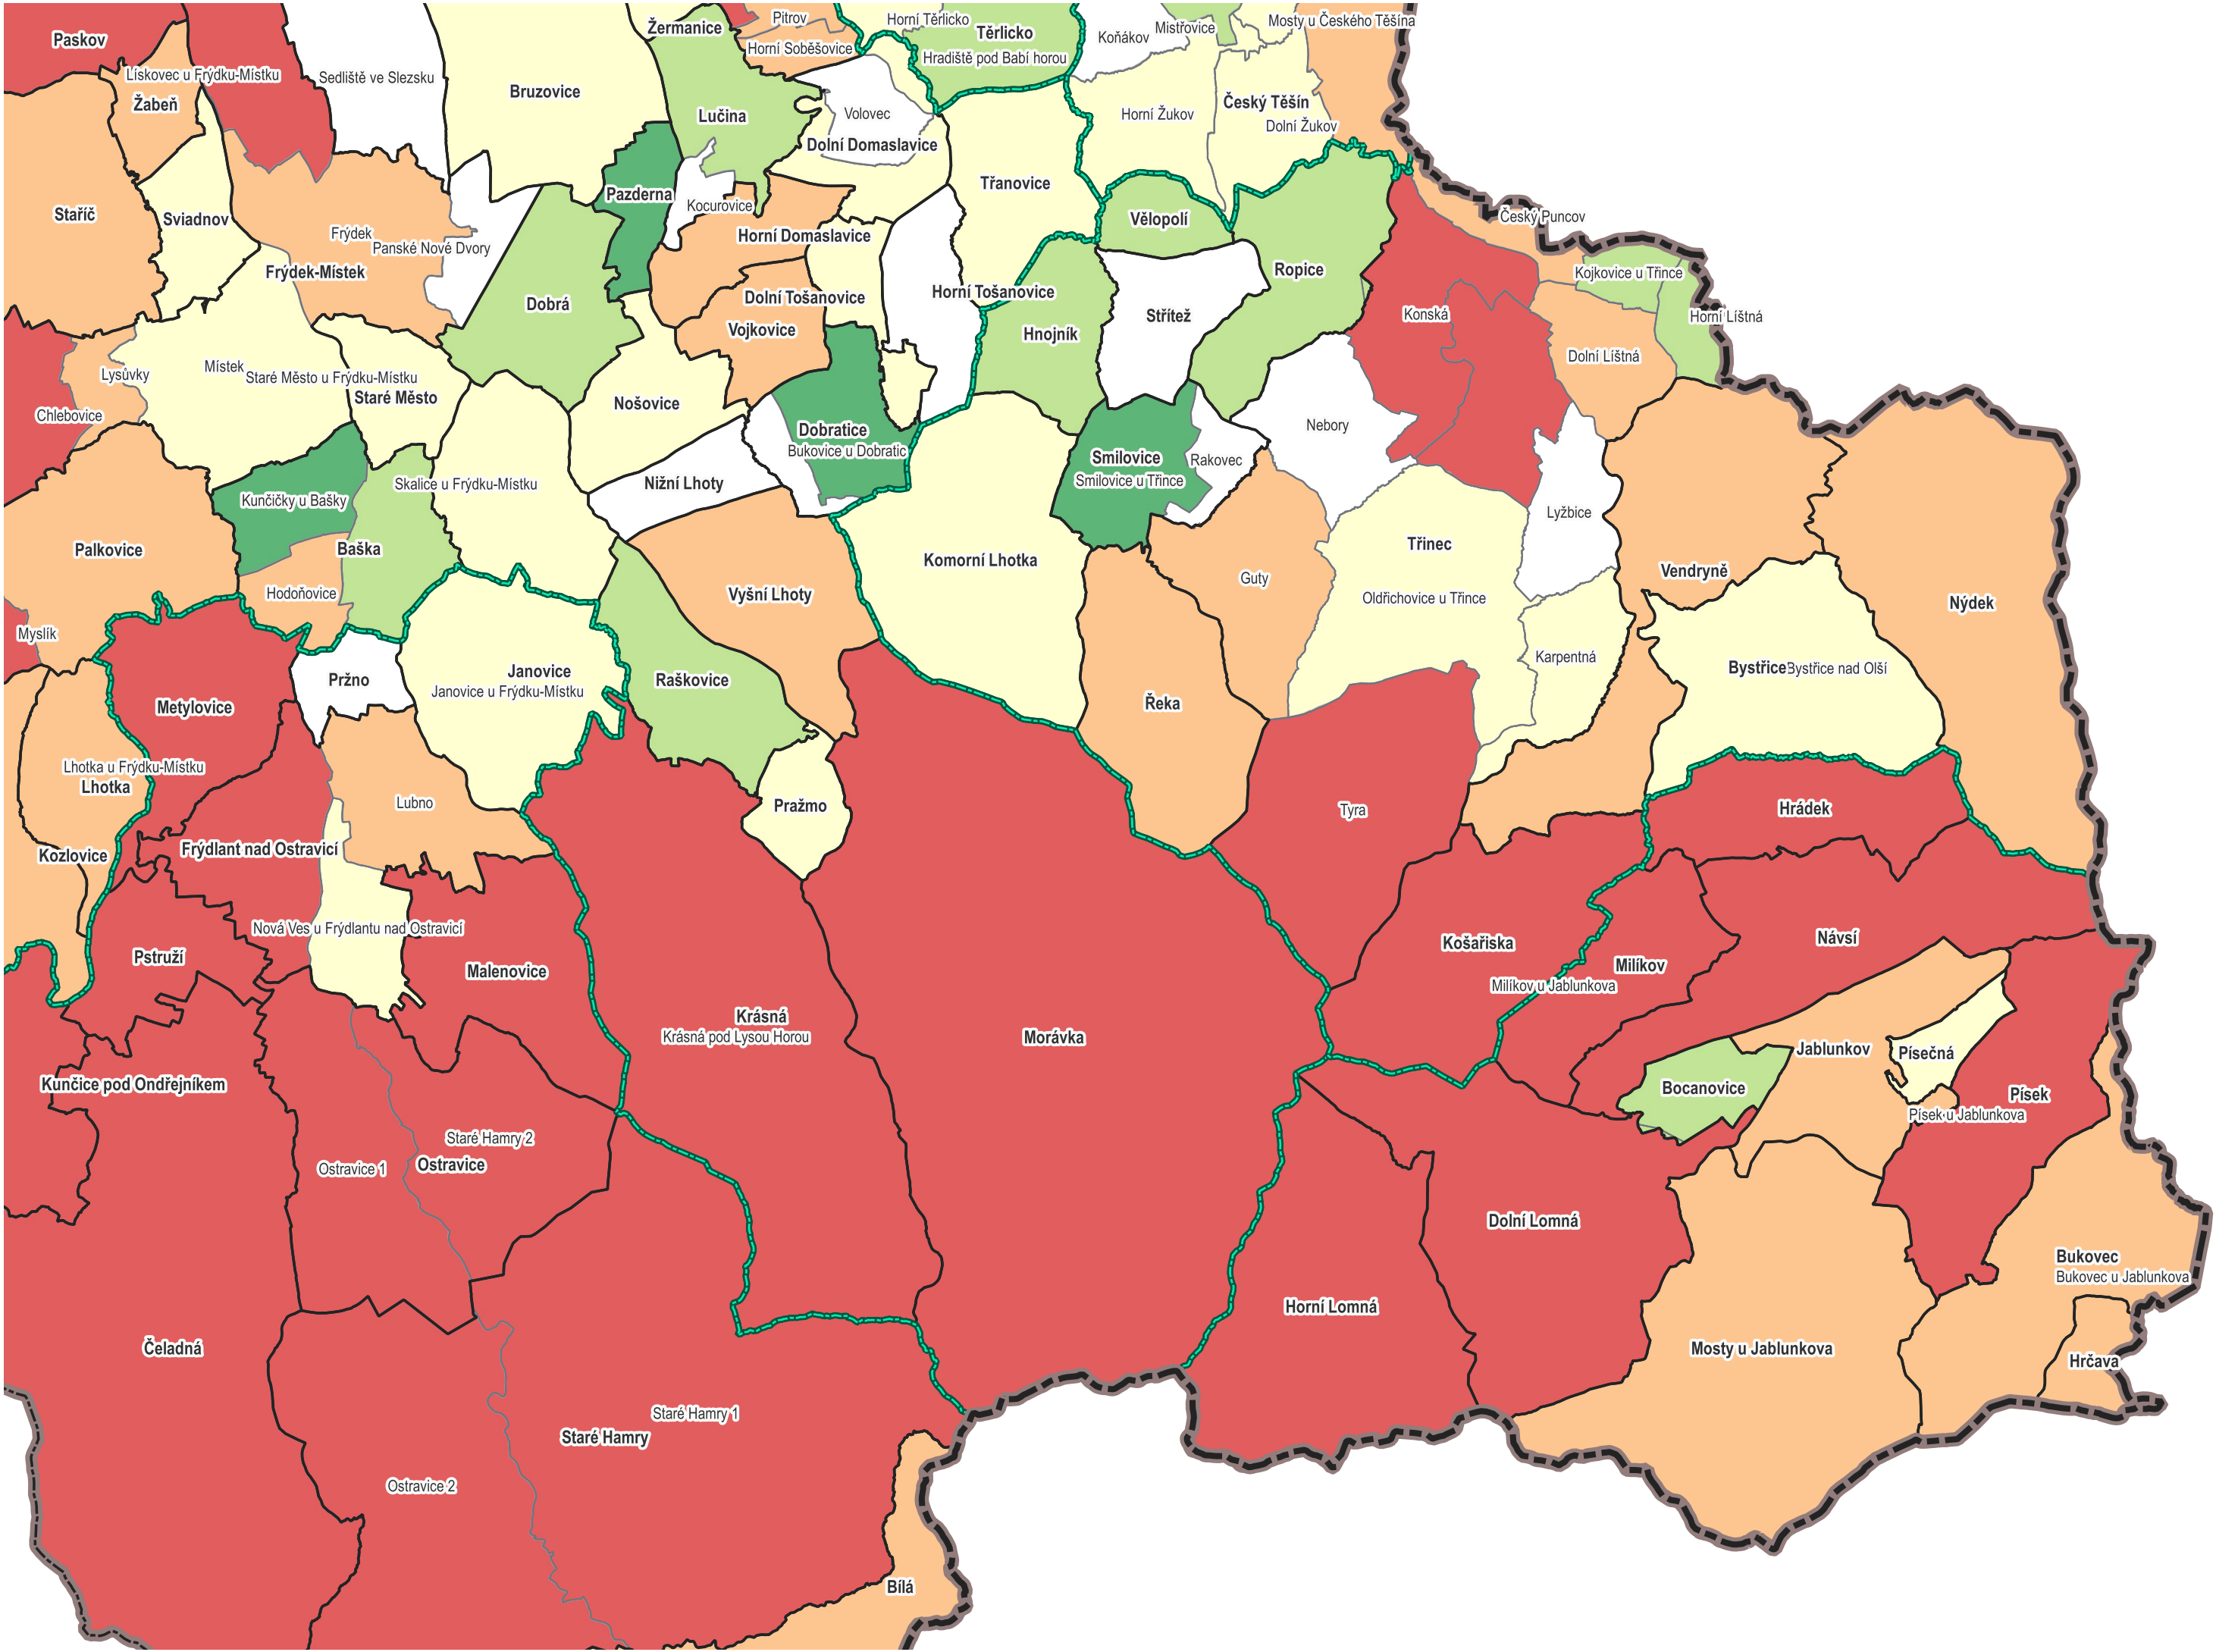 Paskov
Lískovec u Frýdku-Místku
Sedliště ve Slezsku
Žabeň
Bruzovice
Žermanice
Pitrov
Horní Soběšovice
Horní Těrlicko
Těrlicko
Hradiště pod Babí horou
Koňákov
Mistřovice
Mosty u Českého Těšína
Lučina
Volovec
Dolní Domaslavice
Horní Žukov
Český Těšín
Dolní Žukov
Staříč
Sviadnov
Frýdek
Panské Nové Dvory
Frýdek-Místek
Pazderna
Kocurovice
Třanovice
Vělopolí
Český Puncov
Horní Domaslavice
Dobrá
Dolní Tošanovice
Horní Tošanovice
Vojkovice
Ropice
Kojkovice u Třince
Horní Líštná
Hnojník
Střítež
Konská
Dolní Líštná
Lysůvky
Místek
Staré Město u Frýdku-Místku
Staré Město
Chlebovice
Nošovice
Dobratice
Bukovice u Dobratic
Nebory
Smilovice
Smilovice u Třince
Rakovec
Kunčičky u Bašky
Skalice u Frýdku-Místku
Nižní Lhoty
Lyžbice
Palkovice
Baška
Hodoňovice
Vyšní Lhoty
Komorní Lhotka
Guty
Třinec
Oldřichovice u Třince
Vendryně
Nýdek
Myslík
Pržno
Janovice
Janovice u Frýdku-Místku
Raškovice
Řeka
Karpentná
Bystřice
Bystřice nad Olší
Metylovice
Lhotka u Frýdku-Místku
Lhotka
Lubno
Pražmo
Tyra
Hrádek
Kozlovice
Frýdlant nad Ostravicí
Nová Ves u Frýdlantu nad Ostravicí
Pstruží
Malenovice
Košařiska
Milíkov
Milíkov u Jablunkova
Návsí
Krásná
Krásná pod Lysou Horou
Morávka
Jablunkov
Písečná
Kunčice pod Ondřejníkem
Bocanovice
Písek
Písek u Jablunkova
Staré Hamry 2
Ostravice 1
Ostravice
Dolní Lomná
Bukovec
Bukovec u Jablunkova
Horní Lomná
Čeladná
Mosty u Jablunkova
Hrčava
Staré Hamry 1
Staré Hamry
Ostravice 2
Bílá